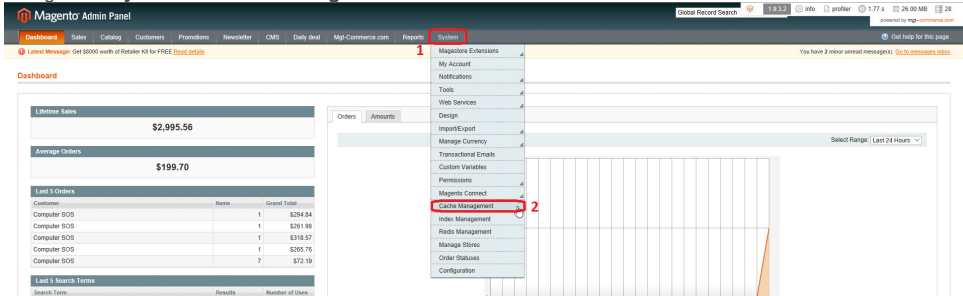 Magento Admin Panel
Global Record Search
1.9.3.2
info
profiler
1.77 s
26.00 MB
28
powered by mgt-commerce.com
Dashboard Sales Catalog Customers Promotions Newsletter CMS Daily deal Mgt-Commerce.com Reports System
Get help for this page
Latest Message: Get $8000 worth of Retailer Kit for FREE Read details
1
You have 2 minor unread message(s). Go to messages inbox
Magestore Extensions
My Account
Notifications
Tools
Web Services
Design
Import/Export
Manage Currency
Transactional Emails
Custom Variables
Permissions
Magento Connect
Cache Management
2
Index Management
Redis Management
Manage Stores
Order Statuses
Configuration
Dashboard
Lifetime Sales
$2,995.56
Average Orders
$199.70
Last 5 Orders
Customer Items Grand Total
Computer SOS 1 $294.84
Computer SOS 1 $261.98
Computer SOS 1 $318.57
Computer SOS 1 $265.76
Computer SOS 7 $72.19
Last 5 Search Terms
Search Term Results Number of Uses
Orders Amounts
Select Range: Last 24 Hours